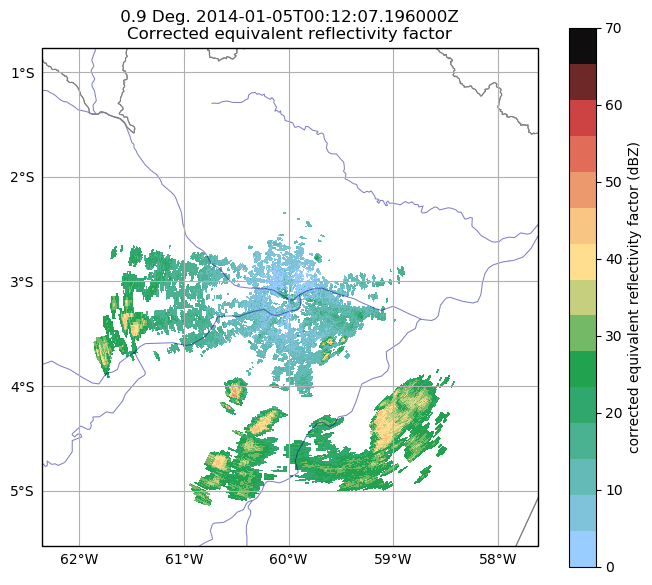 0.9 Deg. 2014-01-05T00:12:07.196000Z
Corrected equivalent reflectivity factor
1°S
2°S
3°S
4°S
5°S
62°W
61°W
60°W
59°W
58°W
70
60
50
40
30
20
10
0
corrected equivalent reflectivity factor (dBZ)